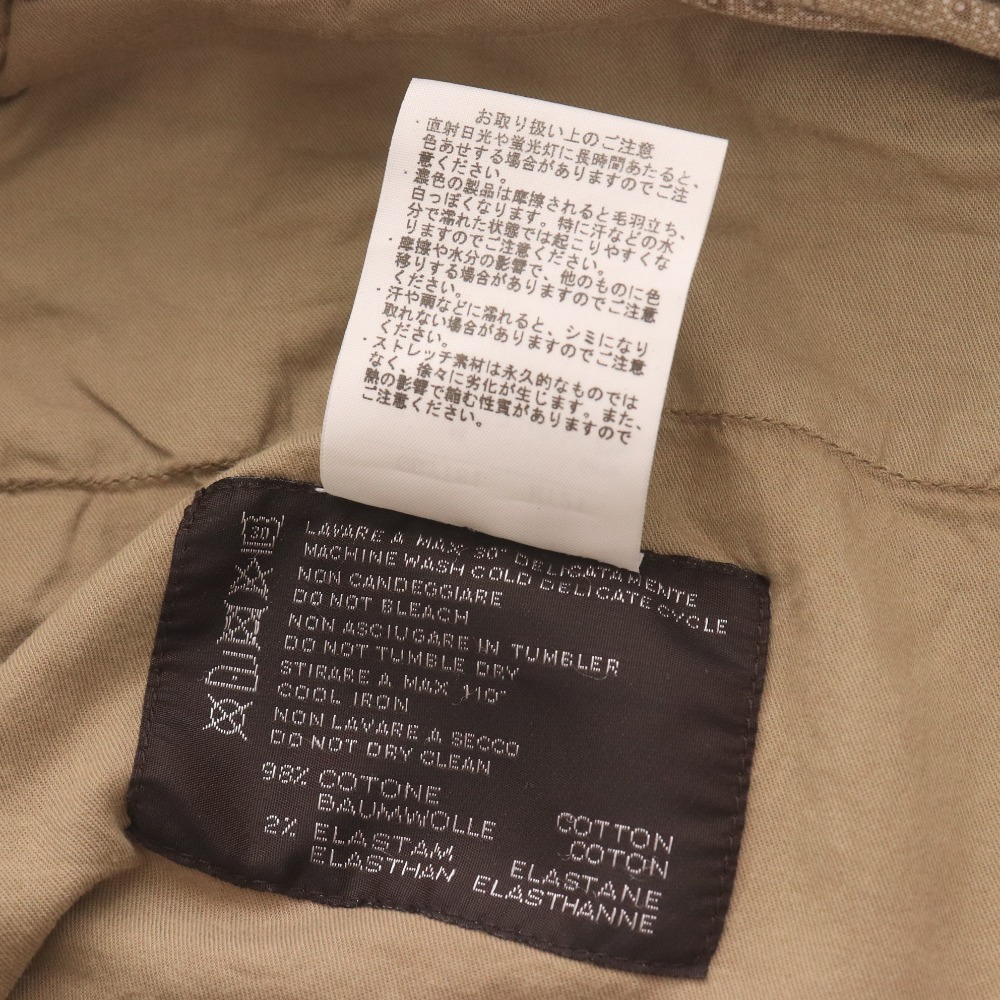 お取り扱い上のご注意
・直射日光や蛍光灯に長時間あたると、
色あせする場合がありますのでご注
意ください。
・濃色の製品は摩擦されると毛羽立ち、
白っぽくなります。特に汗などの水
分で濡れた状態では起こりやすくな
りますのでご注意ください。
・摩擦や水分の影響で、他のものに色
移りする場合がありますのでご注意
ください。
・汗や雨などに濡れると、シミになり
取れない場合がありますのでご注意
ください。
・ストレッチ素材は永久的なものでは
なく、徐々に劣化が生じます。また、
熱の影響で縮む性質がありますので
ご注意ください。
30
LAVARE A MAX 30° DELICATAMENTE
MACHINE WASH COLD DELICATE CYCLE
NON CANDEGGIARE
DO NOT BLEACH
NON ASCIUGARE IN TUMBLER
DO NOT TUMBLE DRY
STIRARE A MAX 110°
COOL IRON
NON LAVARE A SECCO
DO NOT DRY CLEAN
98% COTONE COTTON
BAUMWOLLE COTON
2% ELASTAM ELASTANE
ELASTHAN ELASTHANNE